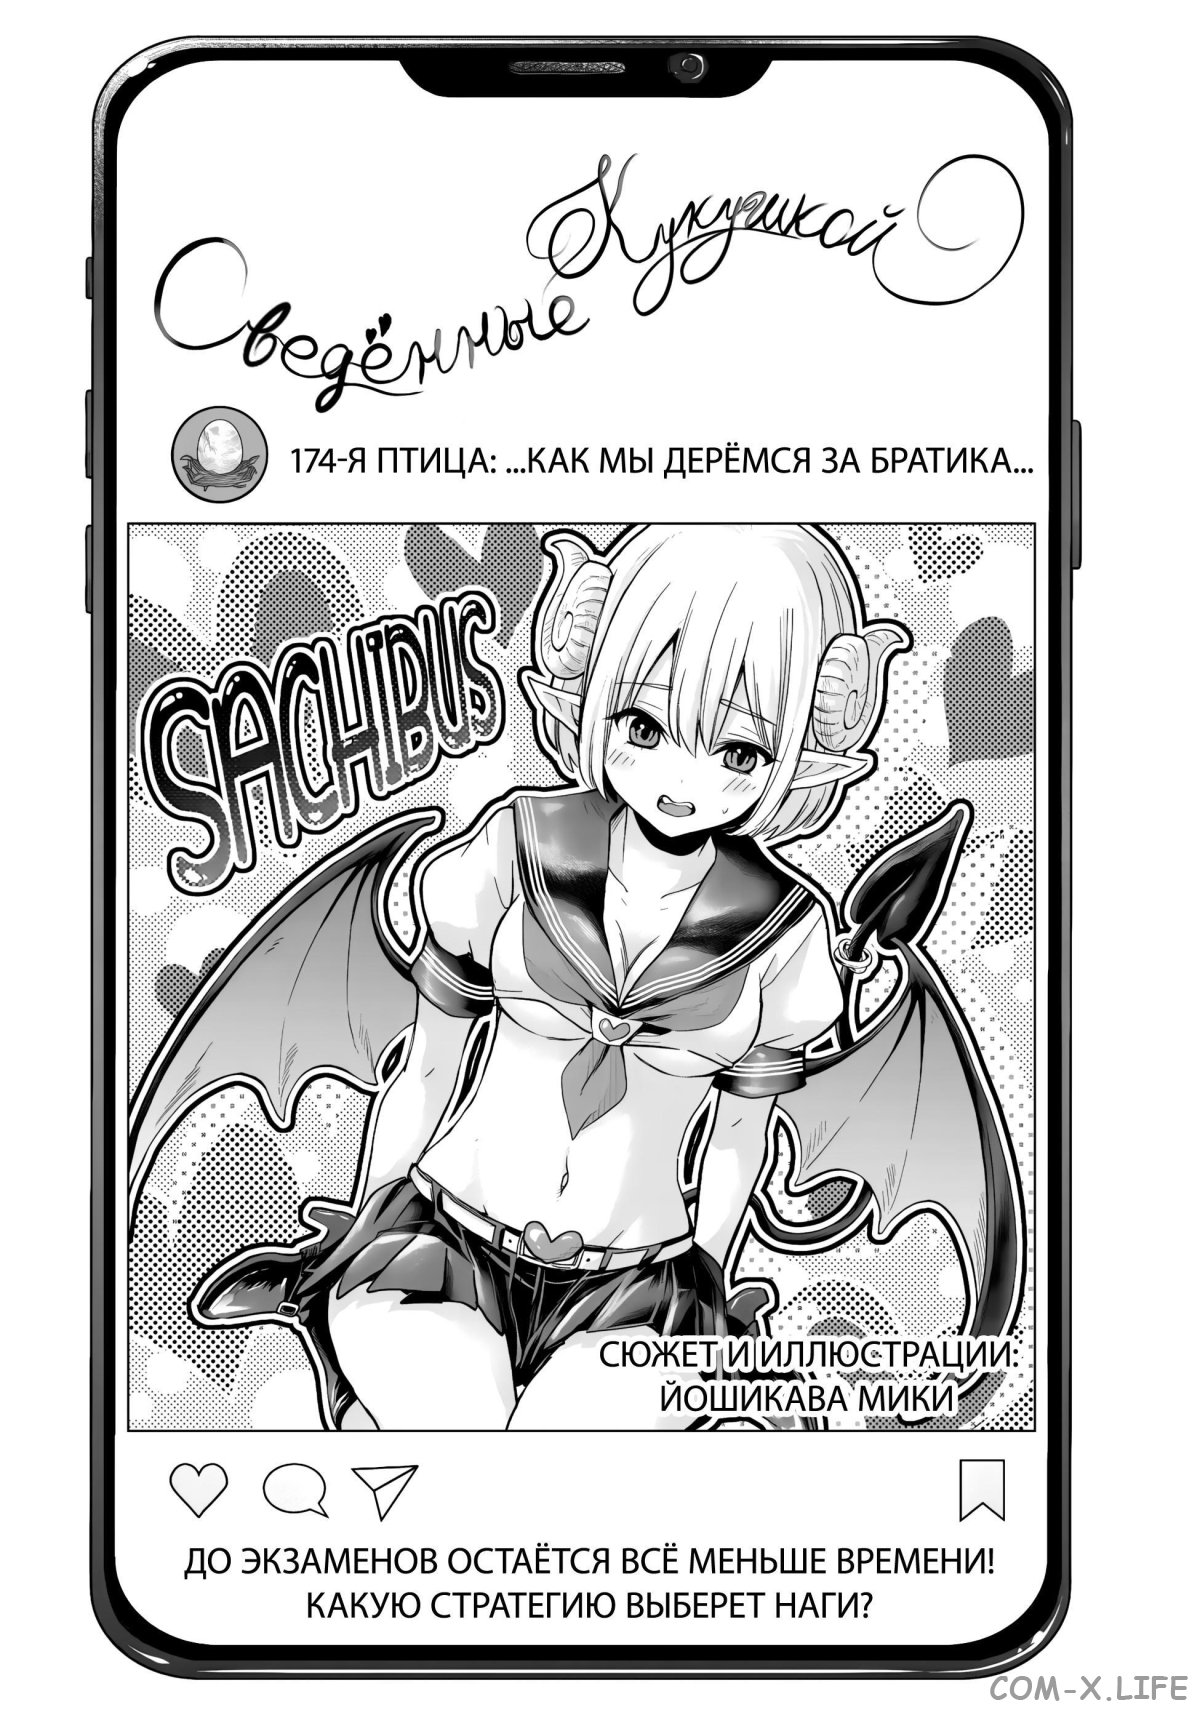 Сведённые Кукушкой
174-Я ПТИЦА: ...КАК МЫ ДЕРЁМСЯ ЗА БРАТИКА...
SACHIBUS
СЮЖЕТ И ИЛЛЮСТРАЦИИ:
ЙОШИКАВА МИКИ
ДО ЭКЗАМЕНОВ ОСТАЁТСЯ ВСЁ МЕНЬШЕ ВРЕМЕНИ!
КАКУЮ СТРАТЕГИЮ ВЫБЕРЕТ НАГИ?
COM-X.LIFE